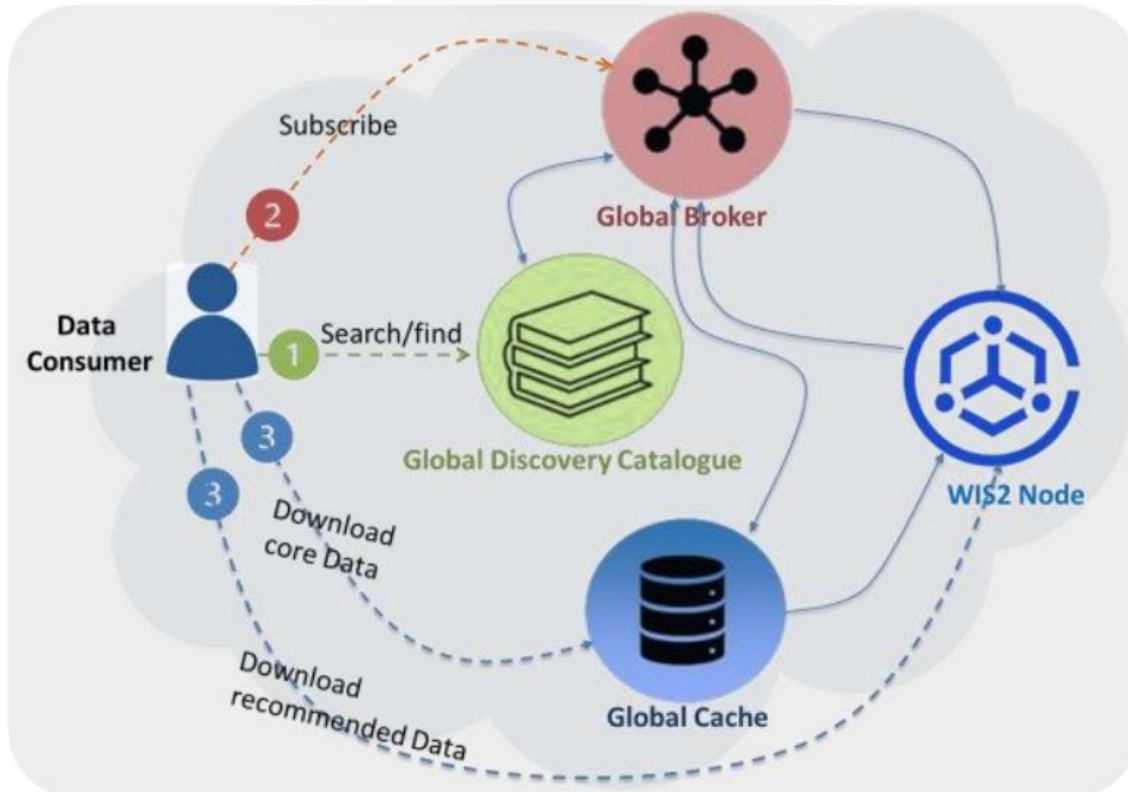 Subscribe
2
Global Broker
Data
Consumer
1
Search/find
3
Global Discovery Catalogue
3
WIS2 Node
Download
core Data
Download
recommended Data
Global Cache